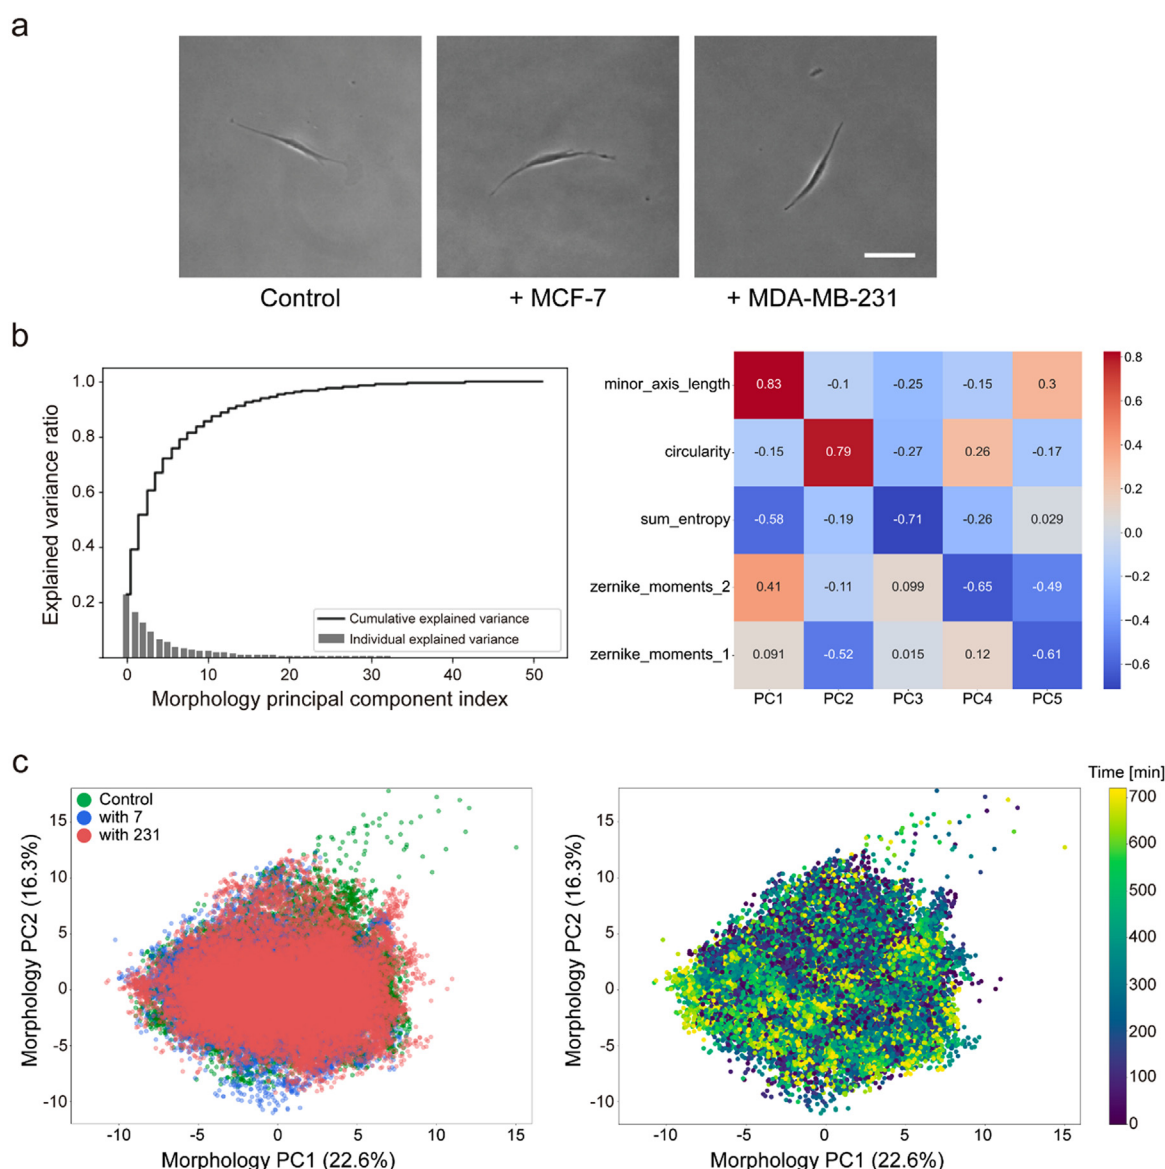 a
Control
+ MCF-7
+ MDA-MB-231
b
Explained variance ratio
1.0
0.8
0.6
0.4
0.2
Cumulative explained variance
Individual explained variance
0 10 20 30 40 50
Morphology principal component index
minor_axis_length 0.83 -0.1 -0.25 -0.15 0.3
circularity -0.15 0.79 -0.27 0.26 -0.17
sum_entropy -0.58 -0.19 -0.71 -0.26 0.029
zernike_moments_2 0.41 -0.11 0.099 -0.65 -0.49
zernike_moments_1 0.091 -0.52 0.015 0.12 -0.61
PC1 PC2 PC3 PC4 PC5
0.8
0.6
0.4
0.2
0.0
−0.2
−0.4
−0.6
c
Morphology PC2 (16.3%)
Control
with 7
with 231
15
10
5
0
-5
-10
-10 -5 0 5 10 15
Morphology PC1 (22.6%)
Morphology PC2 (16.3%)
15
10
5
0
-5
-10
-10 -5 0 5 10 15
Morphology PC1 (22.6%)
Time [min]
700
600
500
400
300
200
100
0